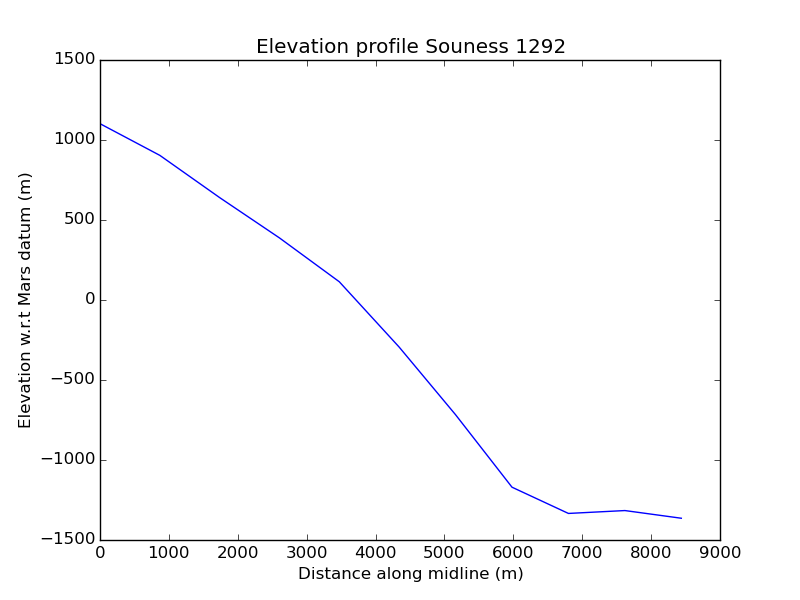 Elevation profile Souness 1292
1500
1000
500
0
−500
−1000
−1500
Elevation w.r.t Mars datum (m)
0 1000 2000 3000 4000 5000 6000 7000 8000 9000
Distance along midline (m)